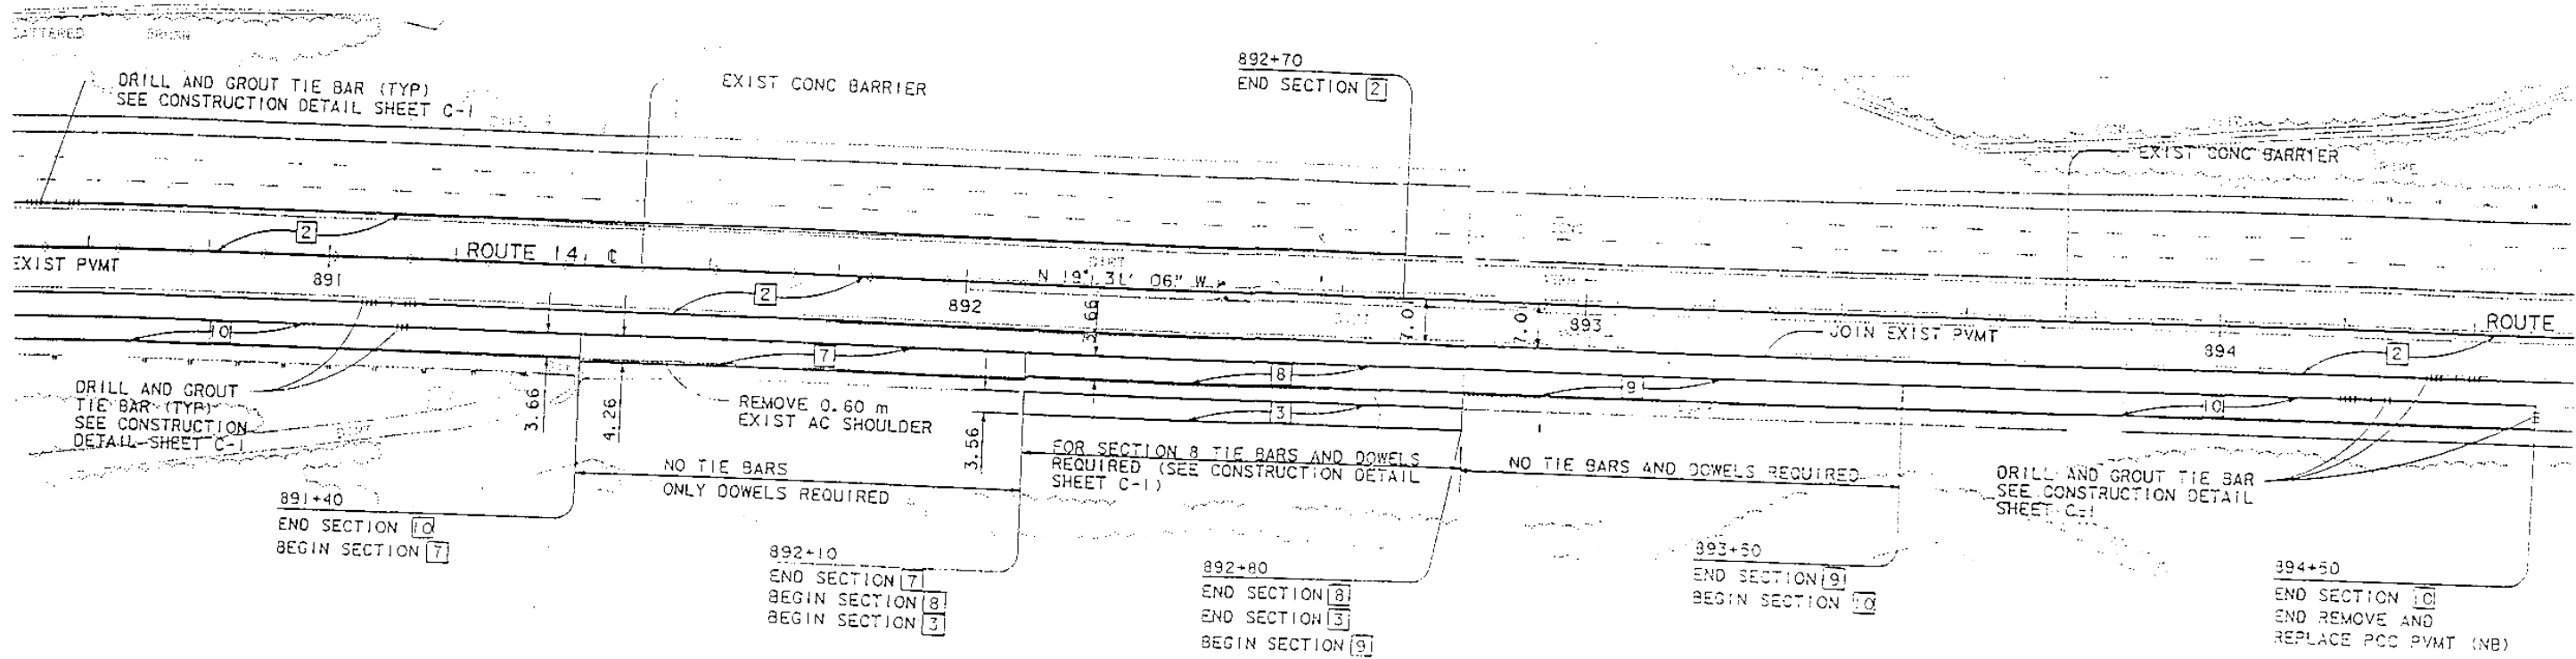 892+70
END SECTION 2
EXIST CONC BARRIER
DRILL AND GROUT TIE BAR (TYP)
SEE CONSTRUCTION DETAIL SHEET C-1
EXIST CONC BARRIER
2
ROUTE 14 ℄
EXIST PVMT
891
DIRT
N 19° 31' 06" W
2
892
3.66
7.0
7.0
893
JOIN EXIST PVMT
894
ROUTE
2
10
7
8
9
10
3
DRILL AND GROUT
TIE BAR (TYP)
SEE CONSTRUCTION
DETAIL SHEET C-1
3.66
4.26
REMOVE 0.60 m
EXIST AC SHOULDER
3.56
NO TIE BARS
ONLY DOWELS REQUIRED
FOR SECTION 8 TIE BARS AND DOWELS
REQUIRED (SEE CONSTRUCTION DETAIL
SHEET C-1)
NO TIE BARS AND DOWELS REQUIRED
DRILL AND GROUT TIE BAR
SEE CONSTRUCTION DETAIL
SHEET C-1
891+40
END SECTION 10
BEGIN SECTION 7
892+10
END SECTION 7
BEGIN SECTION 8
BEGIN SECTION 3
892+80
END SECTION 8
END SECTION 3
BEGIN SECTION 9
893+50
END SECTION 9
BEGIN SECTION 10
894+50
END SECTION 10
END REMOVE AND
REPLACE PCC PVMT (NB)